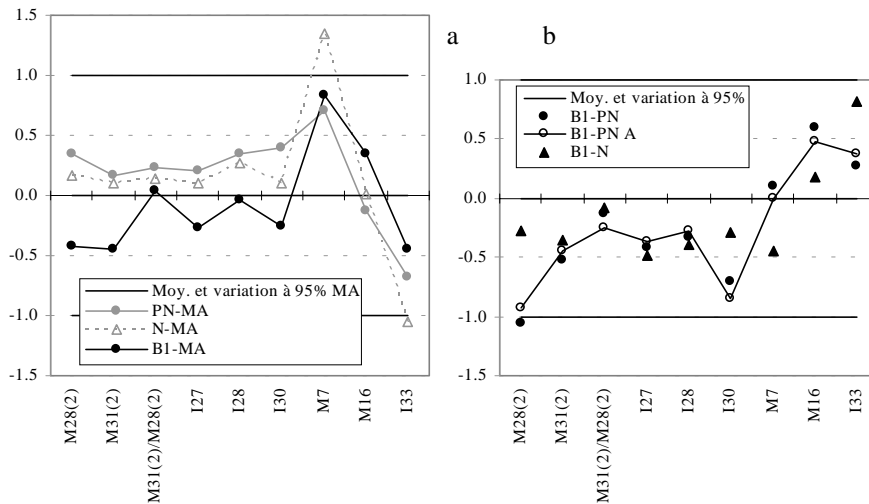 a b
1.5
1.0
0.5
0.0
-0.5
-1.0
-1.5
Moy. et variation à 95% MA
PN-MA
N-MA
B1-MA
M28(2)
M31(2)
M31(2)/M28(2)
I27
I28
I30
M7
M16
I33
1.0
0.5
0.0
-0.5
-1.0
-1.5
Moy. et variation à 95%
B1-PN
B1-PN A
B1-N
M28(2)
M31(2)
M31(2)/M28(2)
I27
I28
I30
M7
M16
I33